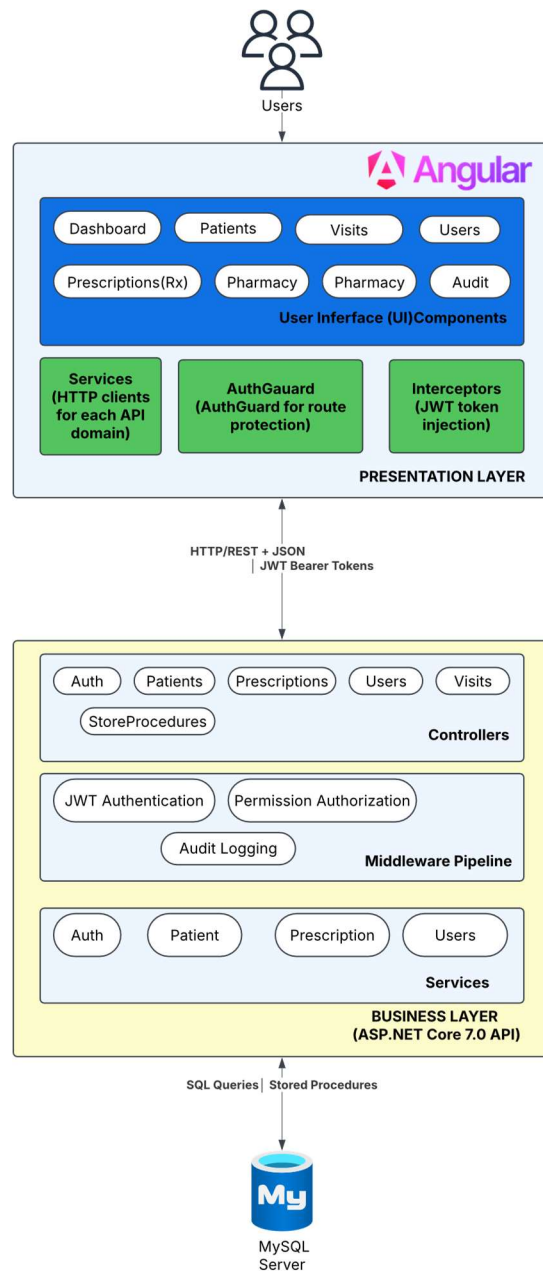 Users
Angular
Dashboard
Patients
Visits
Users
Prescriptions(Rx)
Pharmacy
Pharmacy
Audit
User Inferface (UI)Components
Services
(HTTP clients
for each API
domain)
AuthGauard
(AuthGuard for route
protection)
Interceptors
(JWT token
injection)
PRESENTATION LAYER
HTTP/REST + JSON
| JWT Bearer Tokens
Auth
Patients
Prescriptions
Users
Visits
StoreProcedures
Controllers
JWT Authentication
Permission Authorization
Audit Logging
Middleware Pipeline
Auth
Patient
Prescription
Users
Services
BUSINESS LAYER
(ASP.NET Core 7.0 API)
SQL Queries | Stored Procedures
My
MySQL
Server